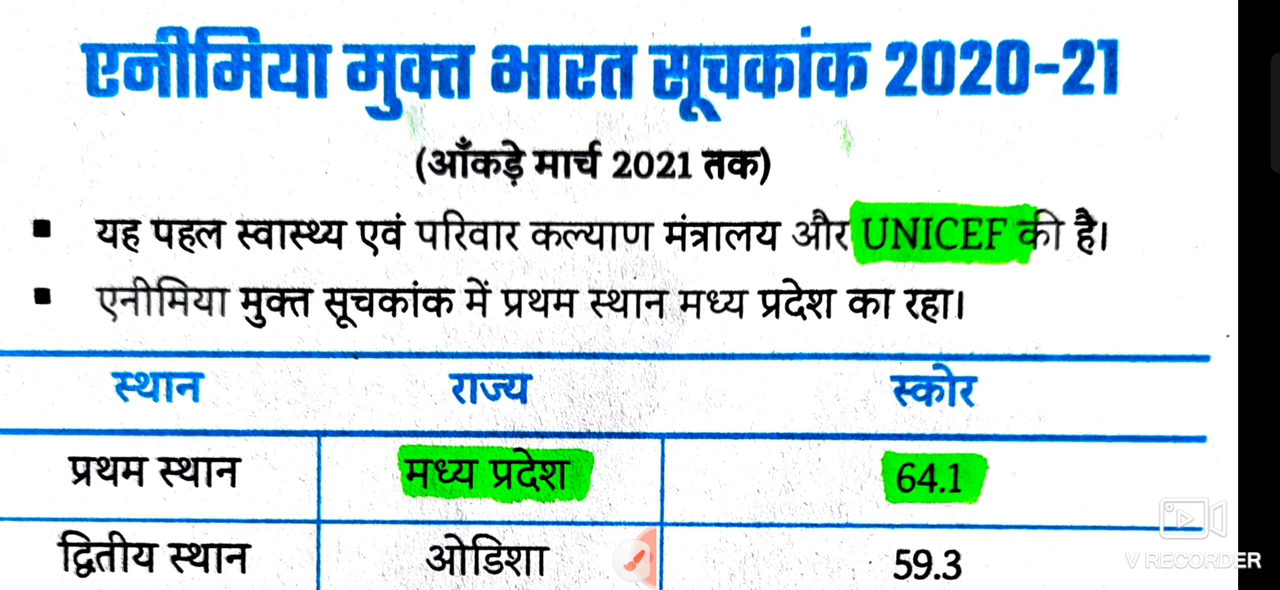 एनीमिया मुक्त भारत सूचकांक 2020-21
(आँकड़े मार्च 2021 तक)
▪ यह पहल स्वास्थ्य एवं परिवार कल्याण मंत्रालय और UNICEF की है।
▪ एनीमिया मुक्त सूचकांक में प्रथम स्थान मध्य प्रदेश का रहा।
स्थान राज्य स्कोर
प्रथम स्थान मध्य प्रदेश 64.1
द्वितीय स्थान ओडिशा 59.3
V RECORDER